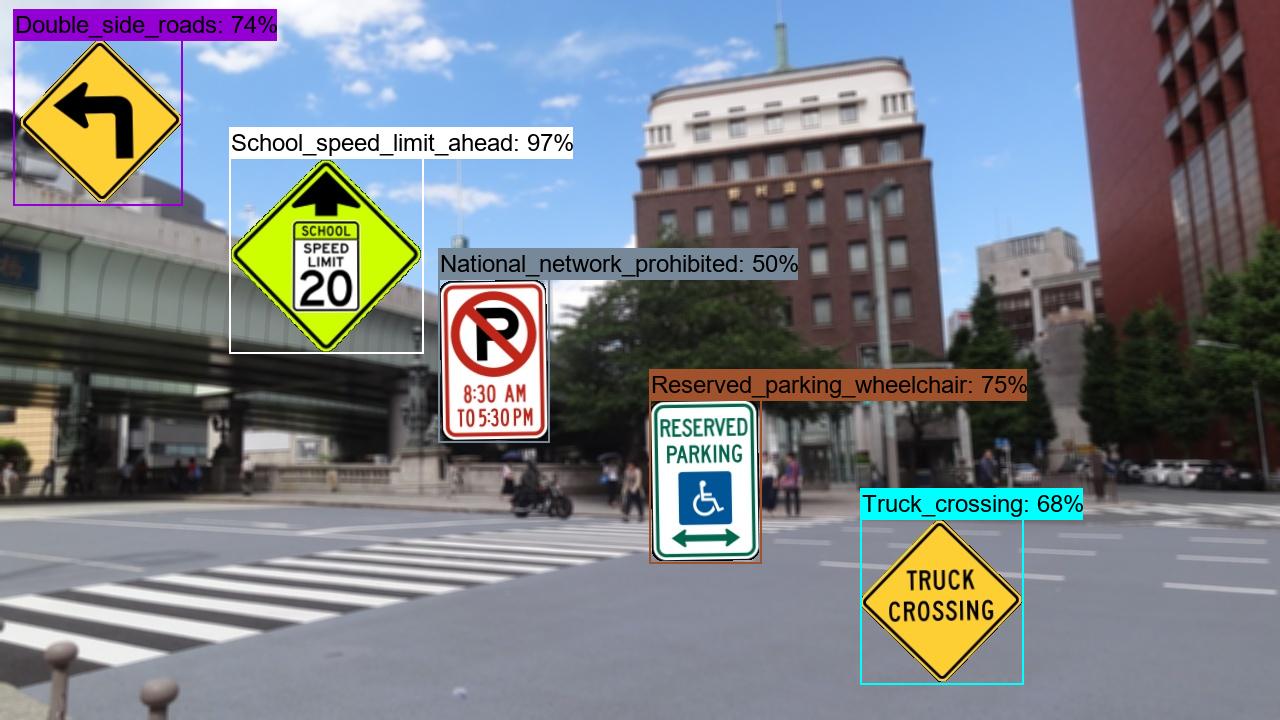 Double_side_roads: 74%
School_speed_limit_ahead: 97%
SCHOOL
SPEED
LIMIT
20
National_network_prohibited: 50%
P
8:30 AM
TO 5:30 PM
Reserved_parking_wheelchair: 75%
RESERVED
PARKING
Truck_crossing: 68%
TRUCK
CROSSING